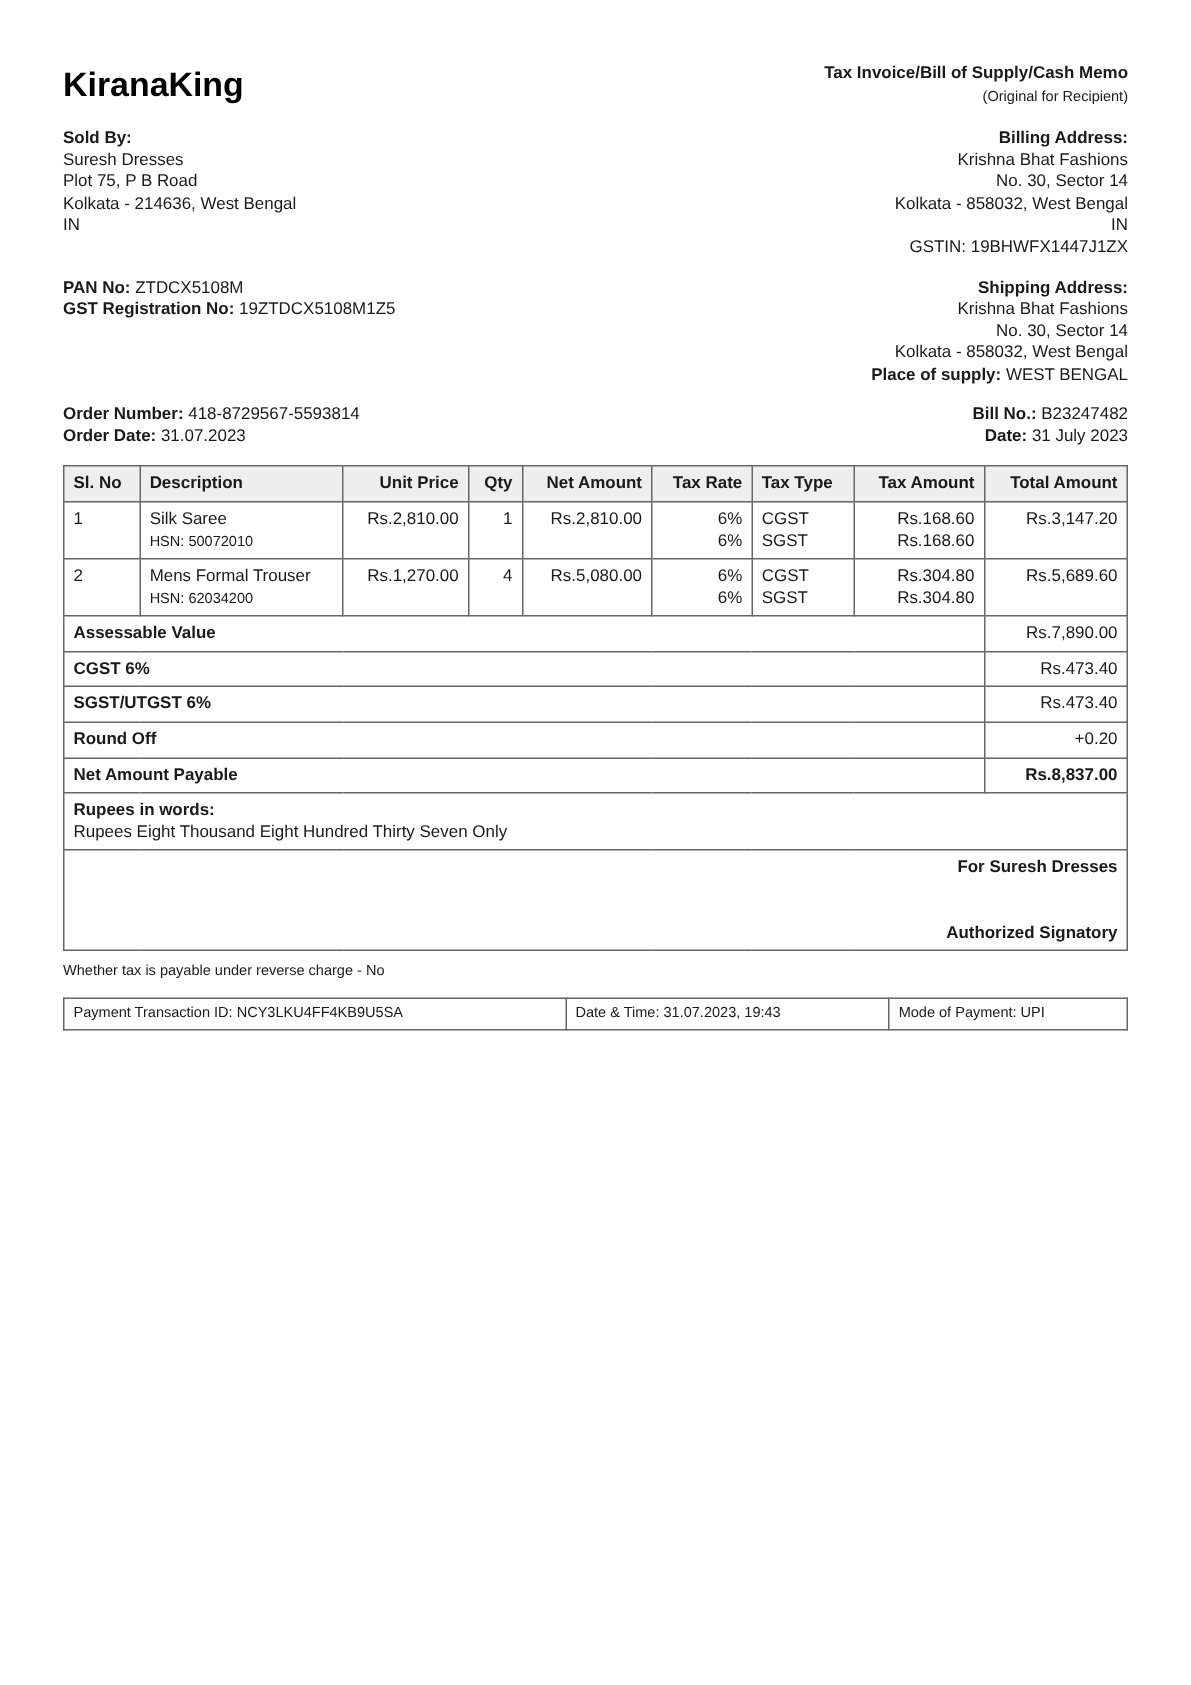 KiranaKing
Tax Invoice/Bill of Supply/Cash Memo
(Original for Recipient)
Sold By:
Suresh Dresses
Plot 75, P B Road
Kolkata - 214636, West Bengal
IN
Billing Address:
Krishna Bhat Fashions
No. 30, Sector 14
Kolkata - 858032, West Bengal
IN
GSTIN: 19BHWFX1447J1ZX
PAN No: ZTDCX5108M
GST Registration No: 19ZTDCX5108M1Z5
Shipping Address:
Krishna Bhat Fashions
No. 30, Sector 14
Kolkata - 858032, West Bengal
Place of supply: WEST BENGAL
Order Number: 418-8729567-5593814
Order Date: 31.07.2023
Bill No.: B23247482
Date: 31 July 2023
Sl. No Description Unit Price Qty Net Amount Tax Rate Tax Type Tax Amount Total Amount
1 Silk Saree Rs.2,810.00 1 Rs.2,810.00 6% CGST Rs.168.60 Rs.3,147.20
HSN: 50072010 6% SGST Rs.168.60
2 Mens Formal Trouser Rs.1,270.00 4 Rs.5,080.00 6% CGST Rs.304.80 Rs.5,689.60
HSN: 62034200 6% SGST Rs.304.80
Assessable Value Rs.7,890.00
CGST 6% Rs.473.40
SGST/UTGST 6% Rs.473.40
Round Off +0.20
Net Amount Payable Rs.8,837.00
Rupees in words:
Rupees Eight Thousand Eight Hundred Thirty Seven Only
For Suresh Dresses
Authorized Signatory
Whether tax is payable under reverse charge - No
Payment Transaction ID: NCY3LKU4FF4KB9U5SA Date & Time: 31.07.2023, 19:43 Mode of Payment: UPI